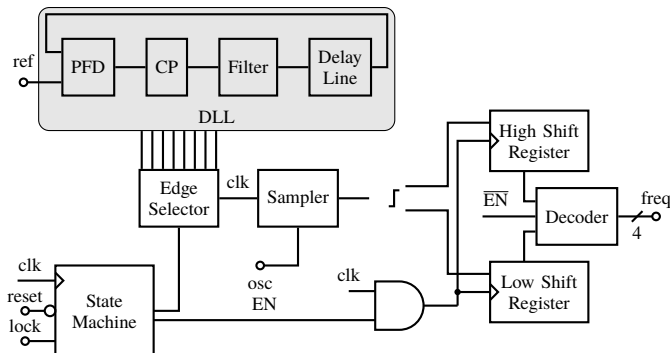 ref
PFD
CP
Filter
Delay
Line
DLL
High Shift
Register
Edge
Selector
clk
Sampler
EN
Decoder
freq
4
clk
reset
lock
State
Machine
osc
EN
clk
Low Shift
Register